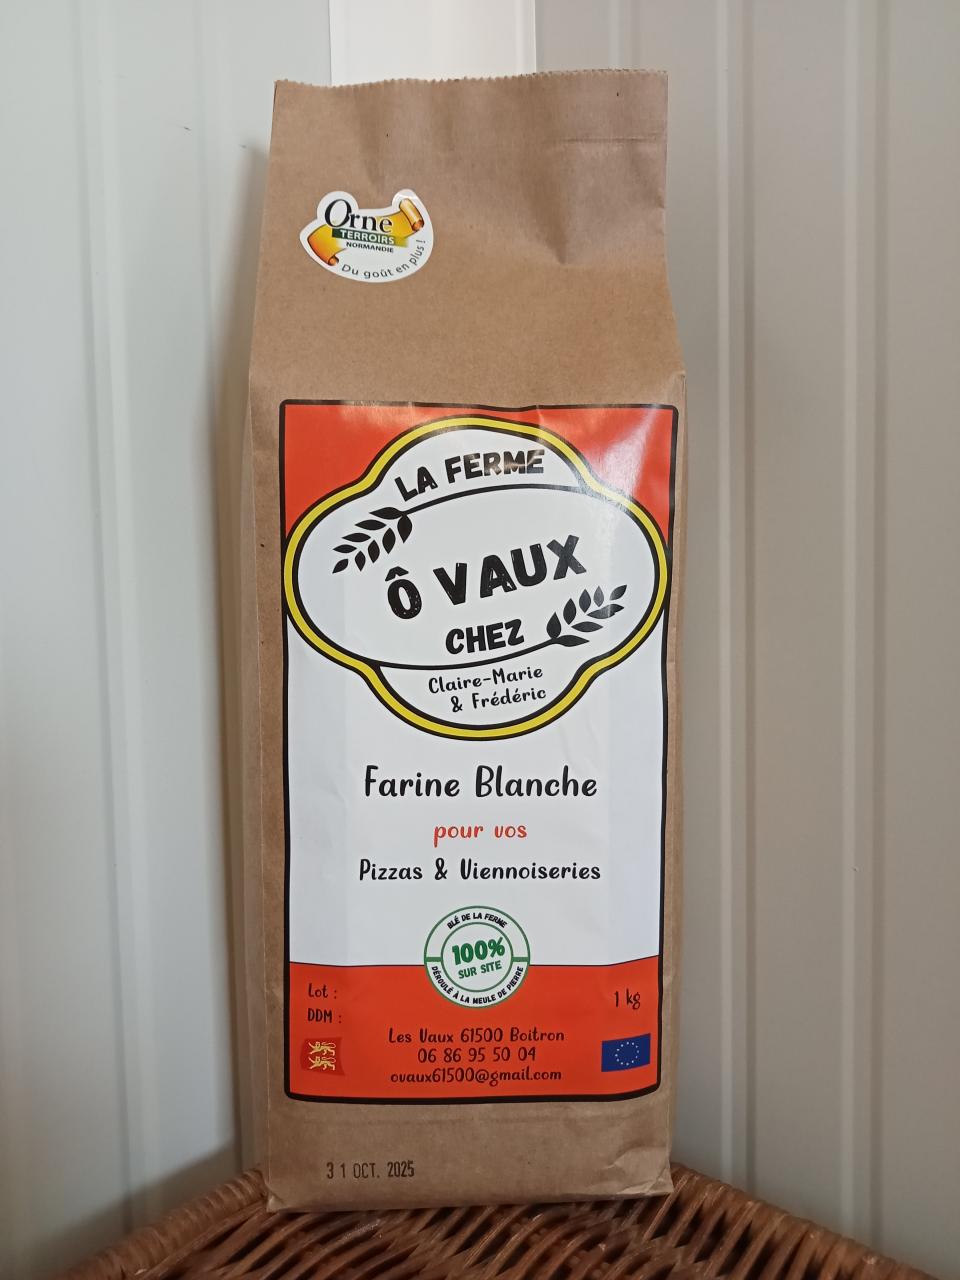 Orne
TERROIRS
NORMANDIE
Du goût en plus !
LA FERME
Ô VAUX
CHEZ
Claire-Marie
& Frédéric
Farine Blanche
pour vos
Pizzas & Viennoiseries
BLÉ DE LA FERME
100%
SUR SITE
DÉROULÉ À LA MEULE DE PIERRE
Lot :
1 kg
DDM :
Les Vaux 61500 Boitron
06 86 95 50 04
ovaux61500@gmail.com
31 OCT. 2025